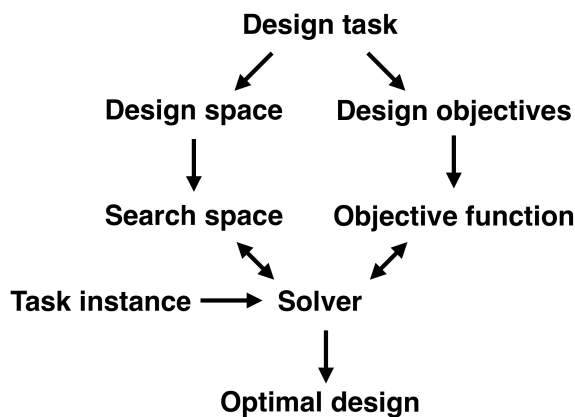 Design task
Design space
Design objectives
Search space
Objective function
Task instance
Solver
Optimal design